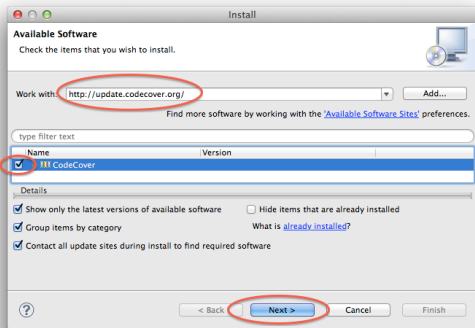 Install
Available Software
Check the items that you wish to install.
Work with: http://update.codecover.org/ Add...
Find more software by working with the 'Available Software Sites' preferences.
type filter text
Name Version
CodeCover
Details
Show only the latest versions of available software Hide items that are already installed
Group items by category What is already installed?
Contact all update sites during install to find required software
? < Back Next > Cancel Finish